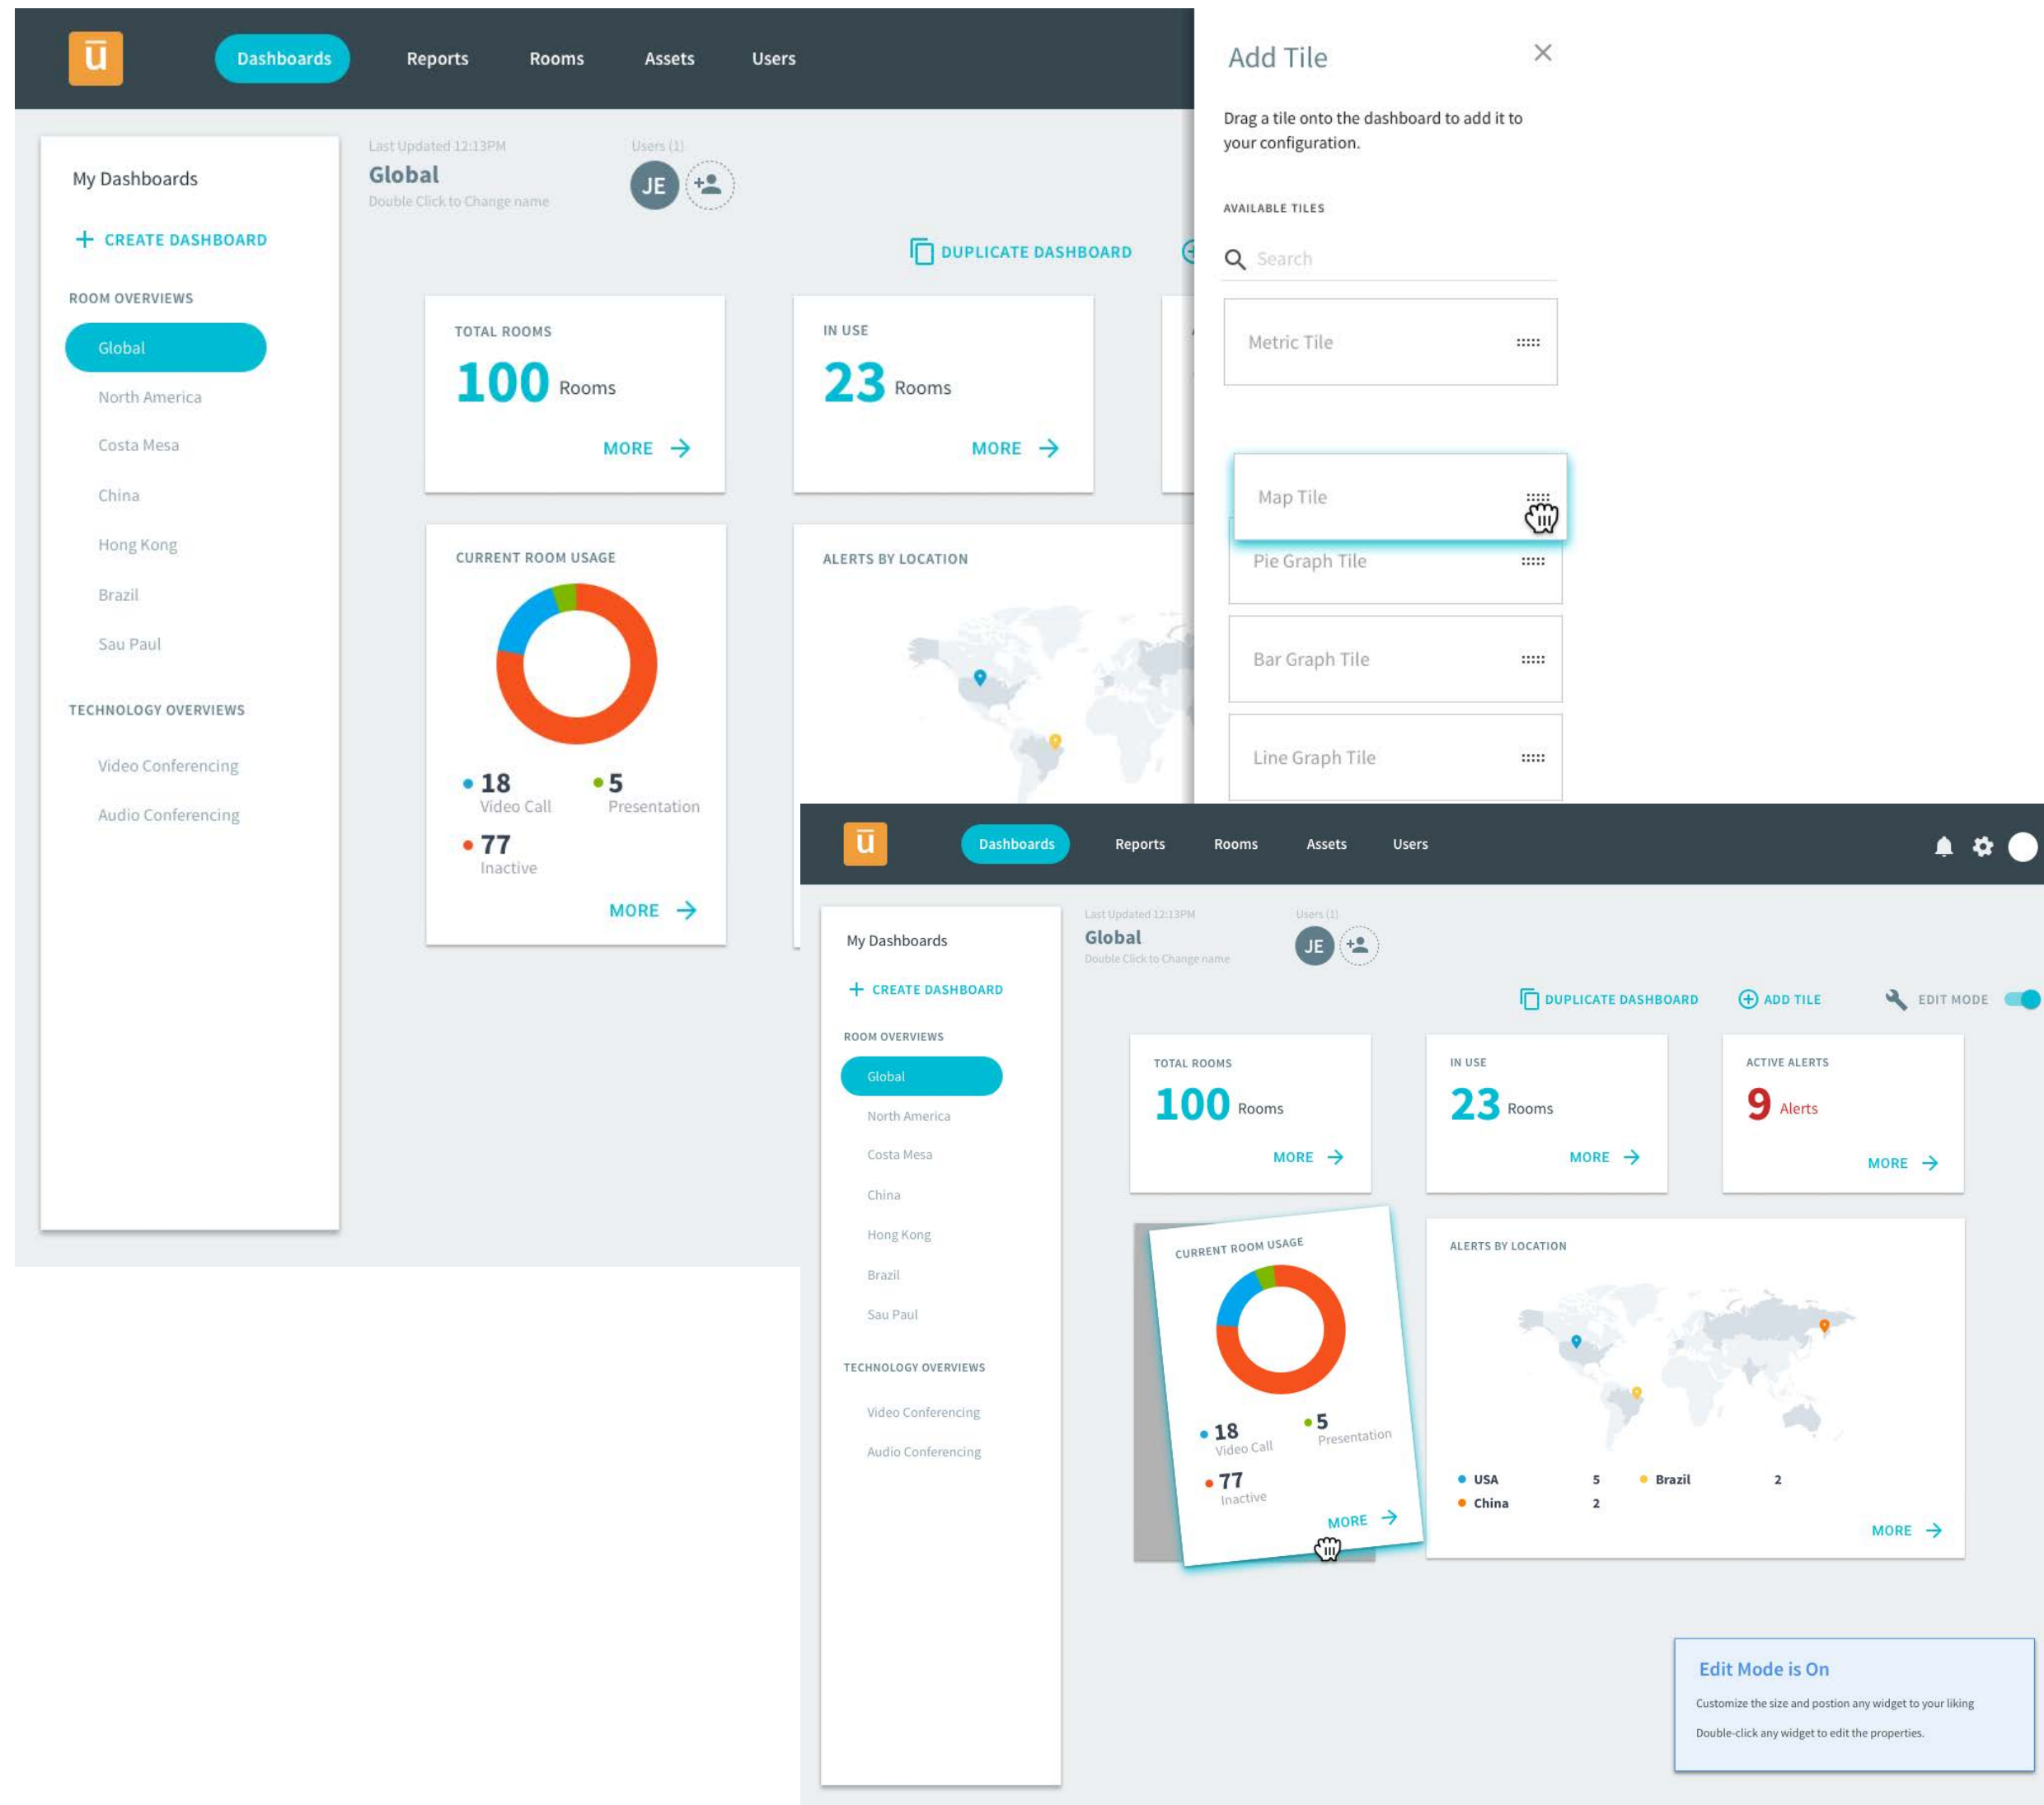 ū
Dashboards
Reports
Rooms
Assets
Users
My Dashboards
+ CREATE DASHBOARD
ROOM OVERVIEWS
Global
North America
Costa Mesa
China
Hong Kong
Brazil
Sau Paul
TECHNOLOGY OVERVIEWS
Video Conferencing
Audio Conferencing
Last Updated 12:13PM
Global
Double Click to Change name
Users (1)
JE
DUPLICATE DASHBOARD
TOTAL ROOMS
100 Rooms
MORE
IN USE
23 Rooms
MORE
CURRENT ROOM USAGE
18
Video Call
5
Presentation
77
Inactive
MORE
ALERTS BY LOCATION
Add Tile
Drag a tile onto the dashboard to add it to
your configuration.
AVAILABLE TILES
Search
Metric Tile
Map Tile
Pie Graph Tile
Bar Graph Tile
Line Graph Tile
ū
Dashboards
Reports
Rooms
Assets
Users
My Dashboards
+ CREATE DASHBOARD
ROOM OVERVIEWS
Global
North America
Costa Mesa
China
Hong Kong
Brazil
Sau Paul
TECHNOLOGY OVERVIEWS
Video Conferencing
Audio Conferencing
Last Updated 12:13PM
Global
Double Click to Change name
Users (1)
JE
DUPLICATE DASHBOARD
ADD TILE
EDIT MODE
TOTAL ROOMS
100 Rooms
MORE
IN USE
23 Rooms
MORE
ACTIVE ALERTS
9 Alerts
MORE
CURRENT ROOM USAGE
18
Video Call
5
Presentation
77
Inactive
MORE
ALERTS BY LOCATION
USA 5
Brazil 2
China 2
MORE
Edit Mode is On
Customize the size and postion any widget to your liking
Double-click any widget to edit the properties.